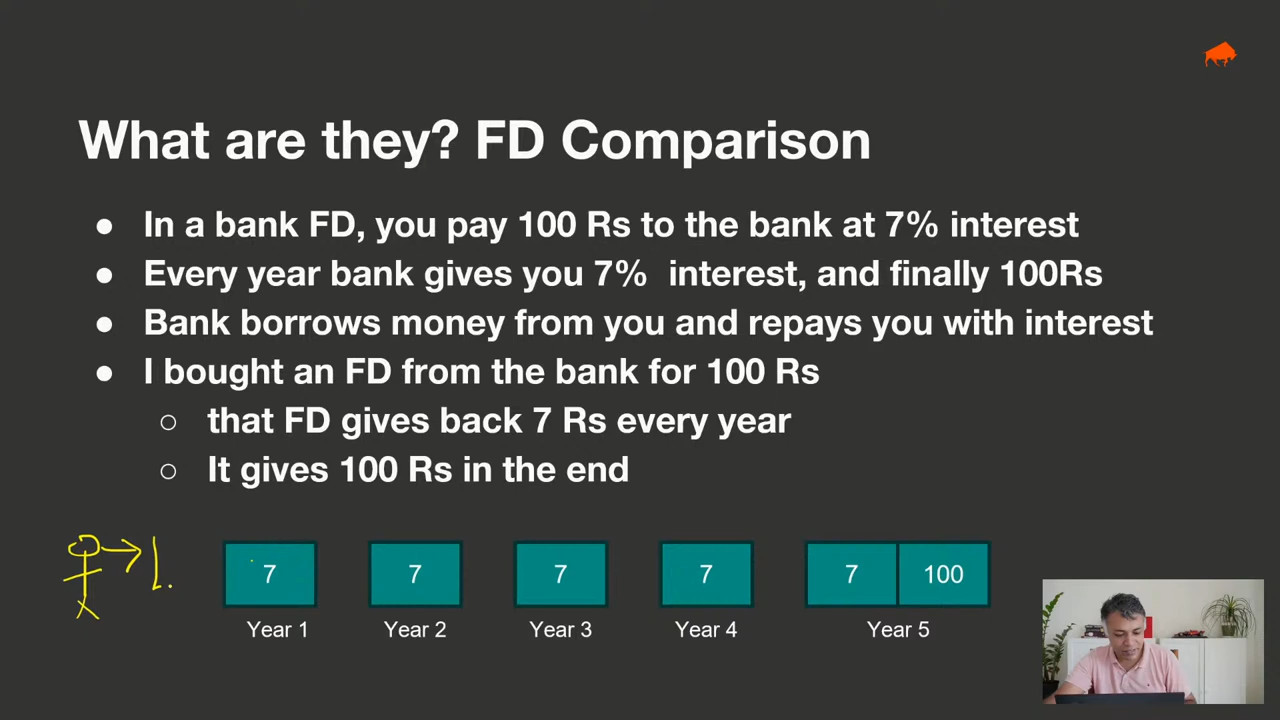 What are they? FD Comparison
● In a bank FD, you pay 100 Rs to the bank at 7% interest
● Every year bank gives you 7% interest, and finally 100Rs
● Bank borrows money from you and repays you with interest
● I bought an FD from the bank for 100 Rs
○ that FD gives back 7 Rs every year
○ It gives 100 Rs in the end
7 7 7 7 7 100
Year 1 Year 2 Year 3 Year 4 Year 5